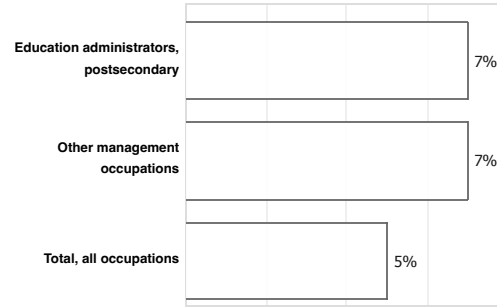 Education administrators,
postsecondary
7%
Other management
occupations
7%
Total, all occupations
5%